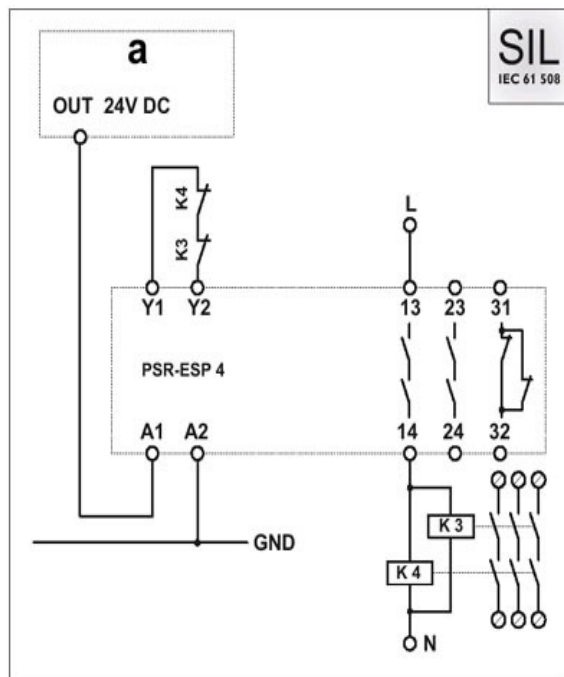 SIL
IEC 61 508
a
OUT 24V DC
K4
K3
L
Y1 Y2 13 23 31
PSR-ESP 4
A1 A2 14 24 32
K 3
GND
K 4
N